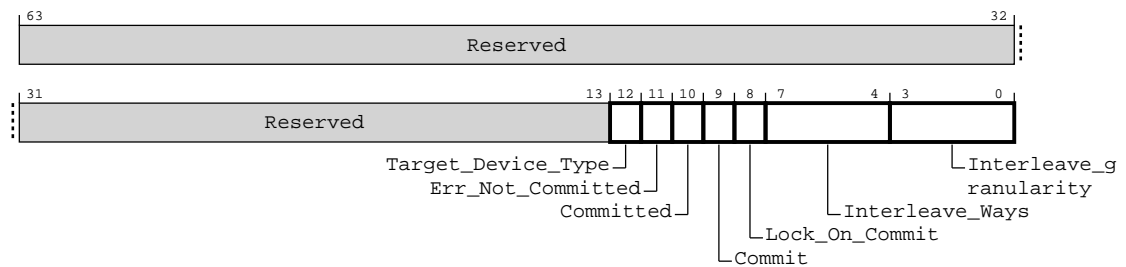 63 32
Reserved
31 13 12 11 10 9 8 7 4 3 0
Reserved
Target_Device_Type
Interleave_g
Err_Not_Committed
ranularity
Committed
Interleave_Ways
Lock_On_Commit
Commit